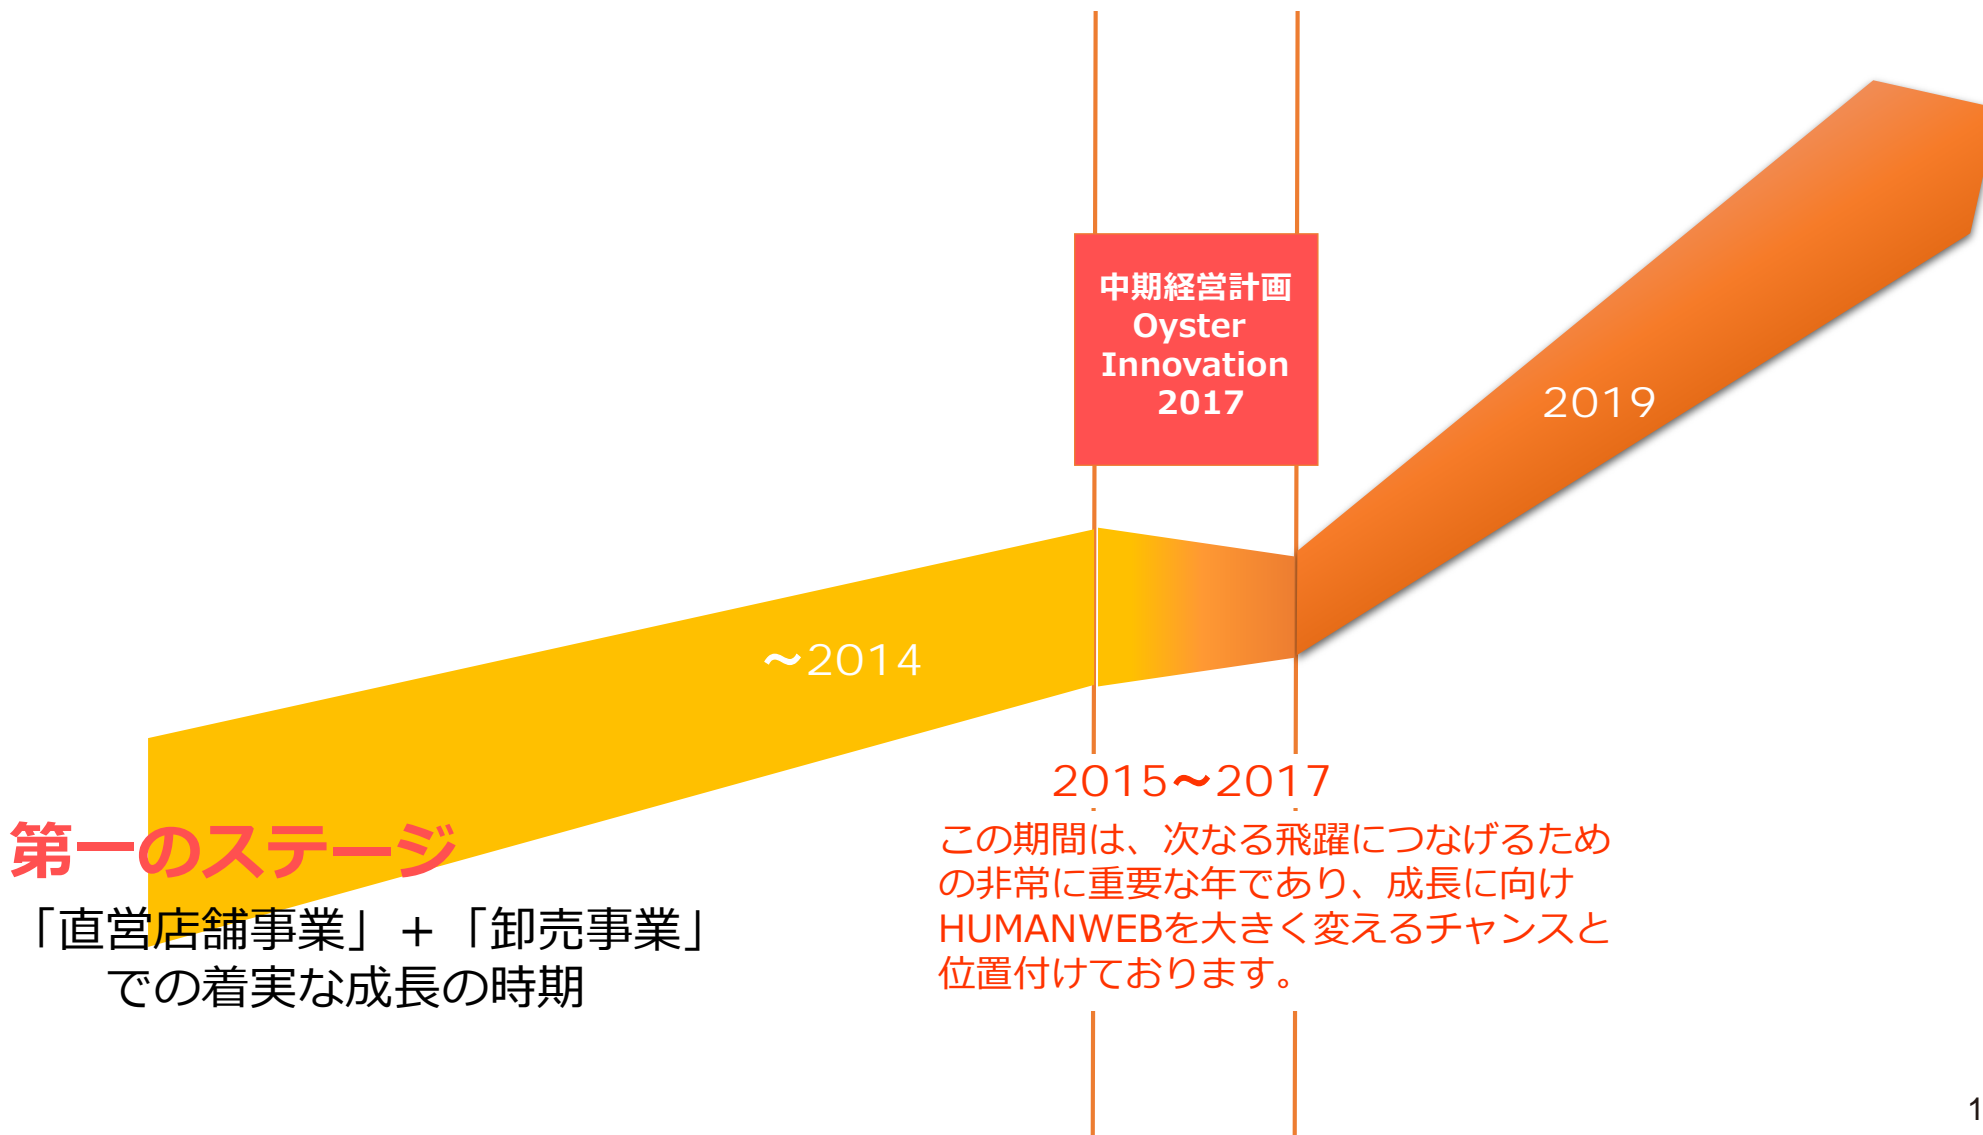 中期経営計画
Oyster
Innovation
2017
2019
～2014
2015～2017
第一のステージ
「直営店舗事業」＋「卸売事業」
での着実な成長の時期
この期間は、次なる飛躍につなげるため
の非常に重要な年であり、成長に向け
HUMANWEBを大きく変えるチャンスと
位置付けております。
1